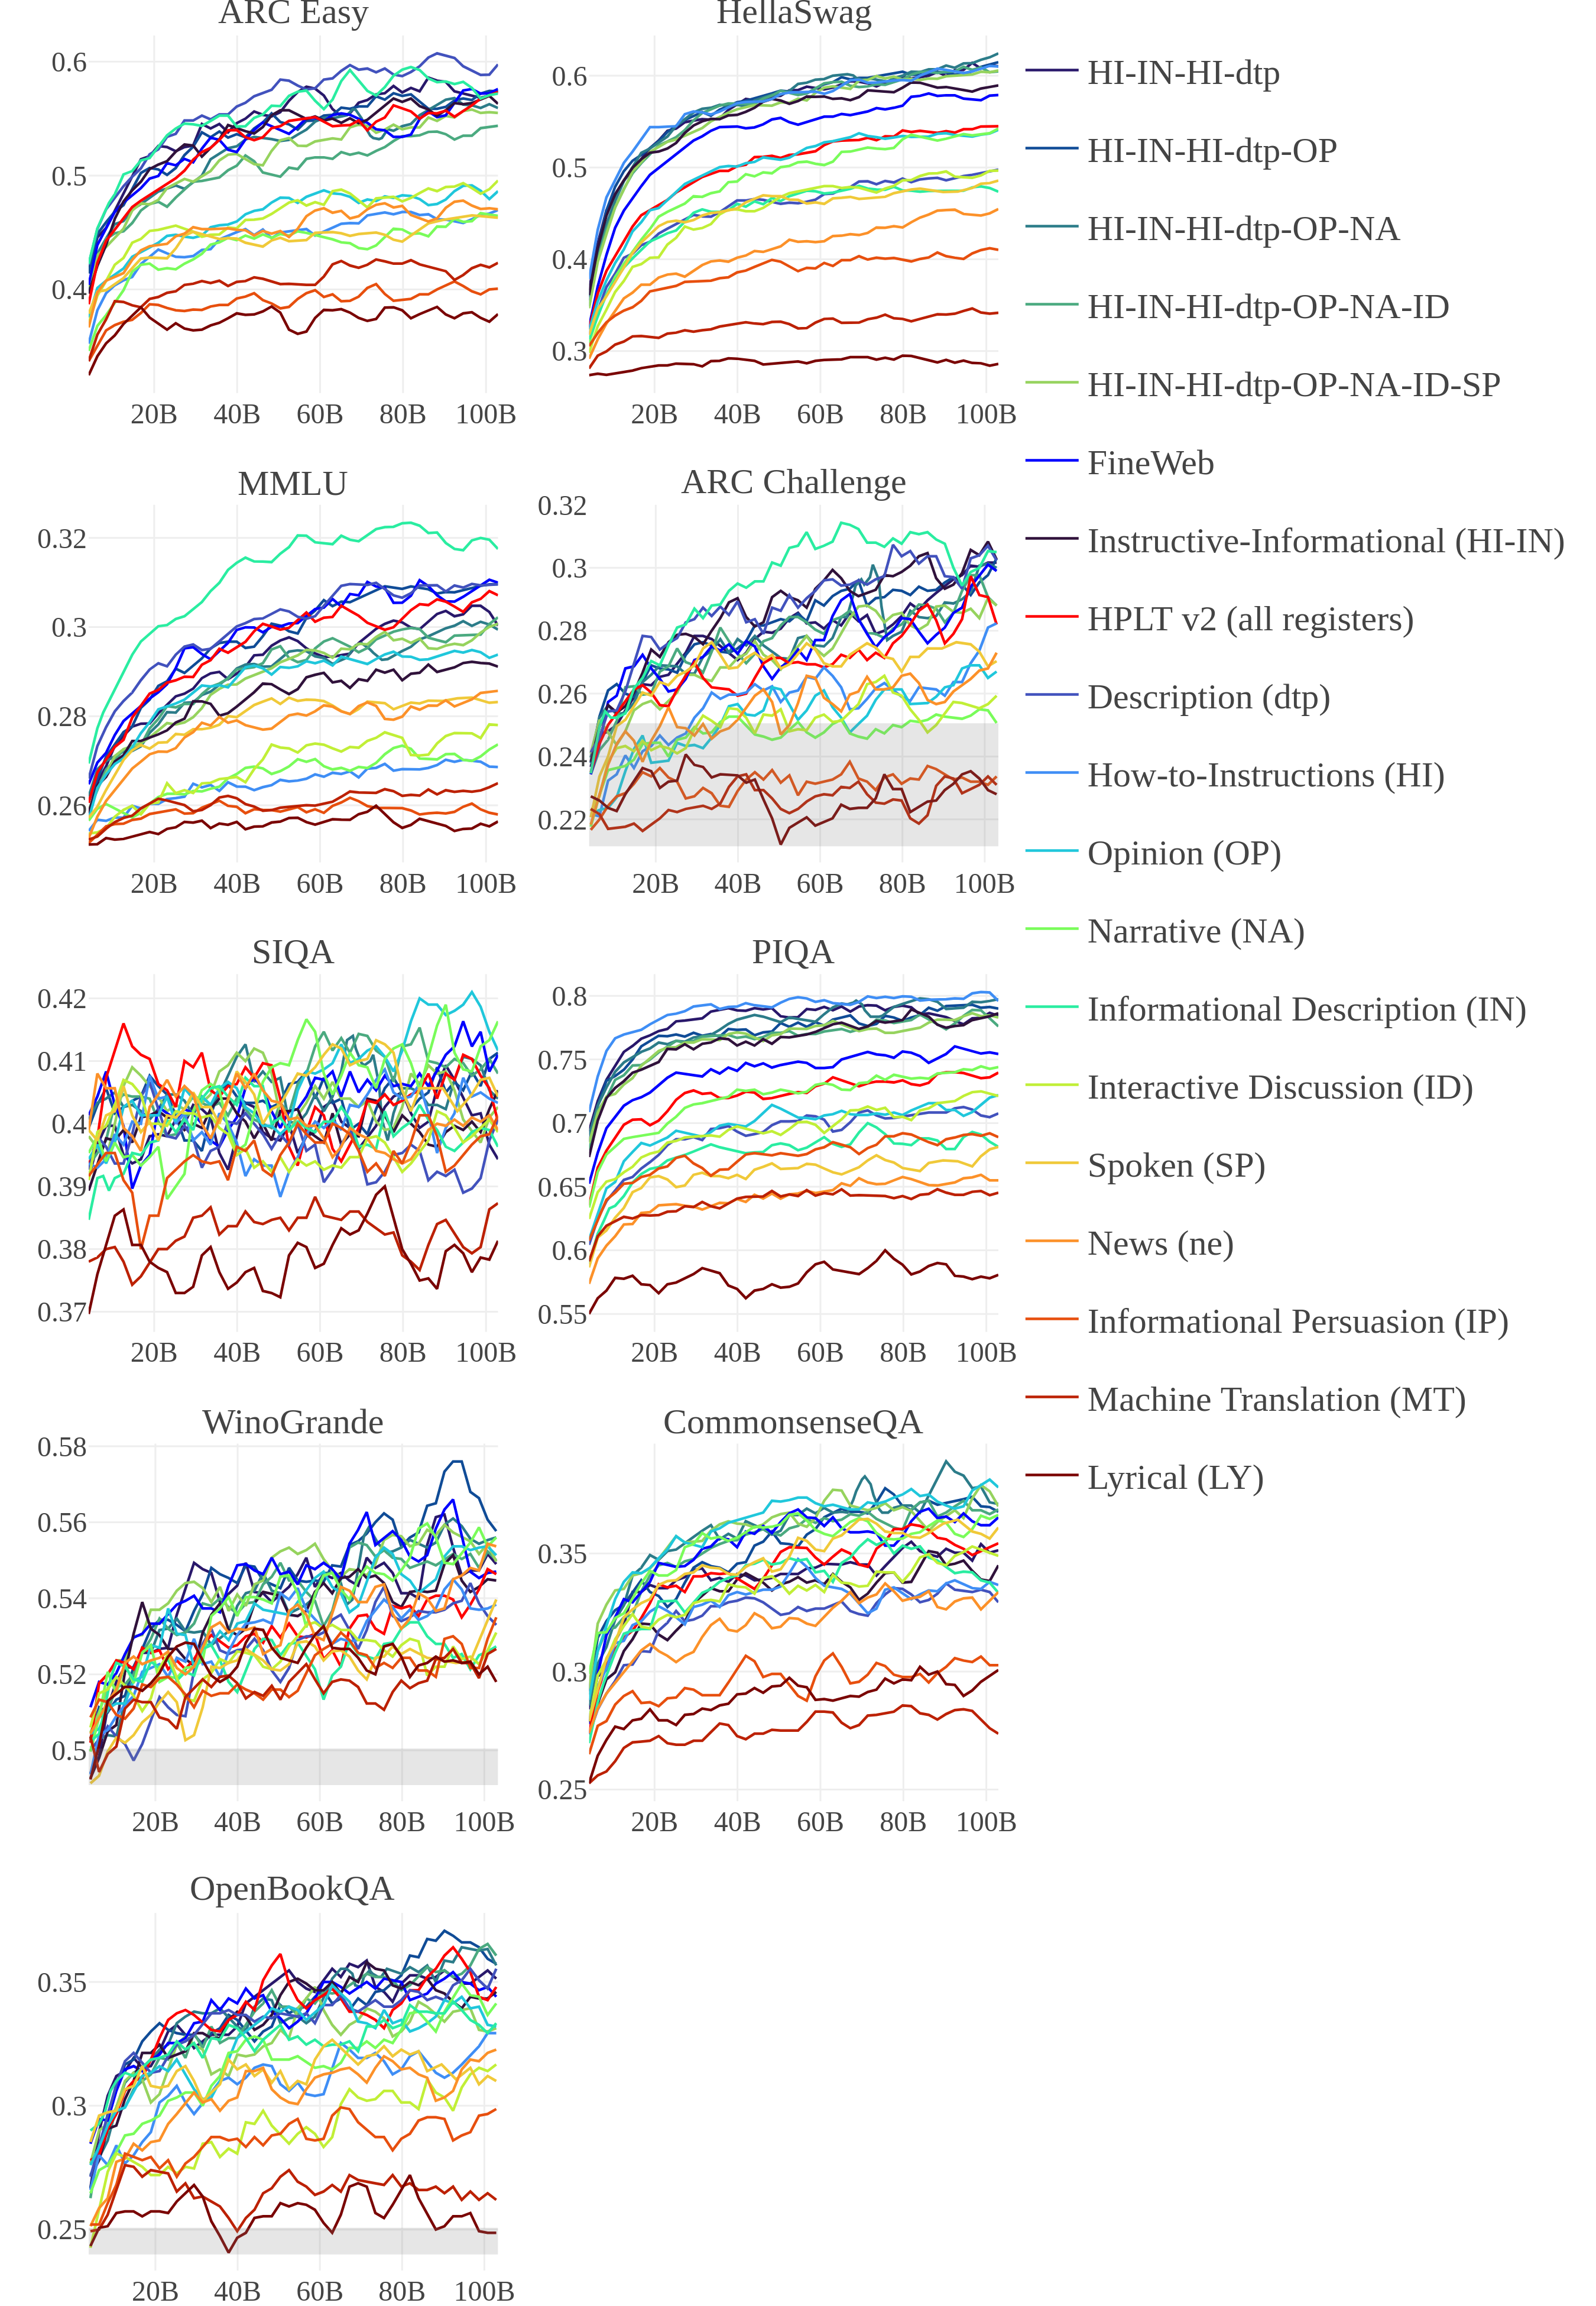 ARC Easy
0.6
0.5
0.4
20B 40B 60B 80B 100B
HellaSwag
0.6
0.5
0.4
0.3
20B 40B 60B 80B 100B
MMLU
0.32
0.3
0.28
0.26
20B 40B 60B 80B 100B
ARC Challenge
0.32
0.3
0.28
0.26
0.24
0.22
20B 40B 60B 80B 100B
SIQA
0.42
0.41
0.4
0.39
0.38
0.37
20B 40B 60B 80B 100B
PIQA
0.8
0.75
0.7
0.65
0.6
0.55
20B 40B 60B 80B 100B
WinoGrande
0.58
0.56
0.54
0.52
0.5
20B 40B 60B 80B 100B
CommonsenseQA
0.35
0.3
0.25
20B 40B 60B 80B 100B
OpenBookQA
0.35
0.3
0.25
20B 40B 60B 80B 100B
HI-IN-HI-dtp
HI-IN-HI-dtp-OP
HI-IN-HI-dtp-OP-NA
HI-IN-HI-dtp-OP-NA-ID
HI-IN-HI-dtp-OP-NA-ID-SP
FineWeb
Instructive-Informational (HI-IN)
HPLT v2 (all registers)
Description (dtp)
How-to-Instructions (HI)
Opinion (OP)
Narrative (NA)
Informational Description (IN)
Interactive Discussion (ID)
Spoken (SP)
News (ne)
Informational Persuasion (IP)
Machine Translation (MT)
Lyrical (LY)